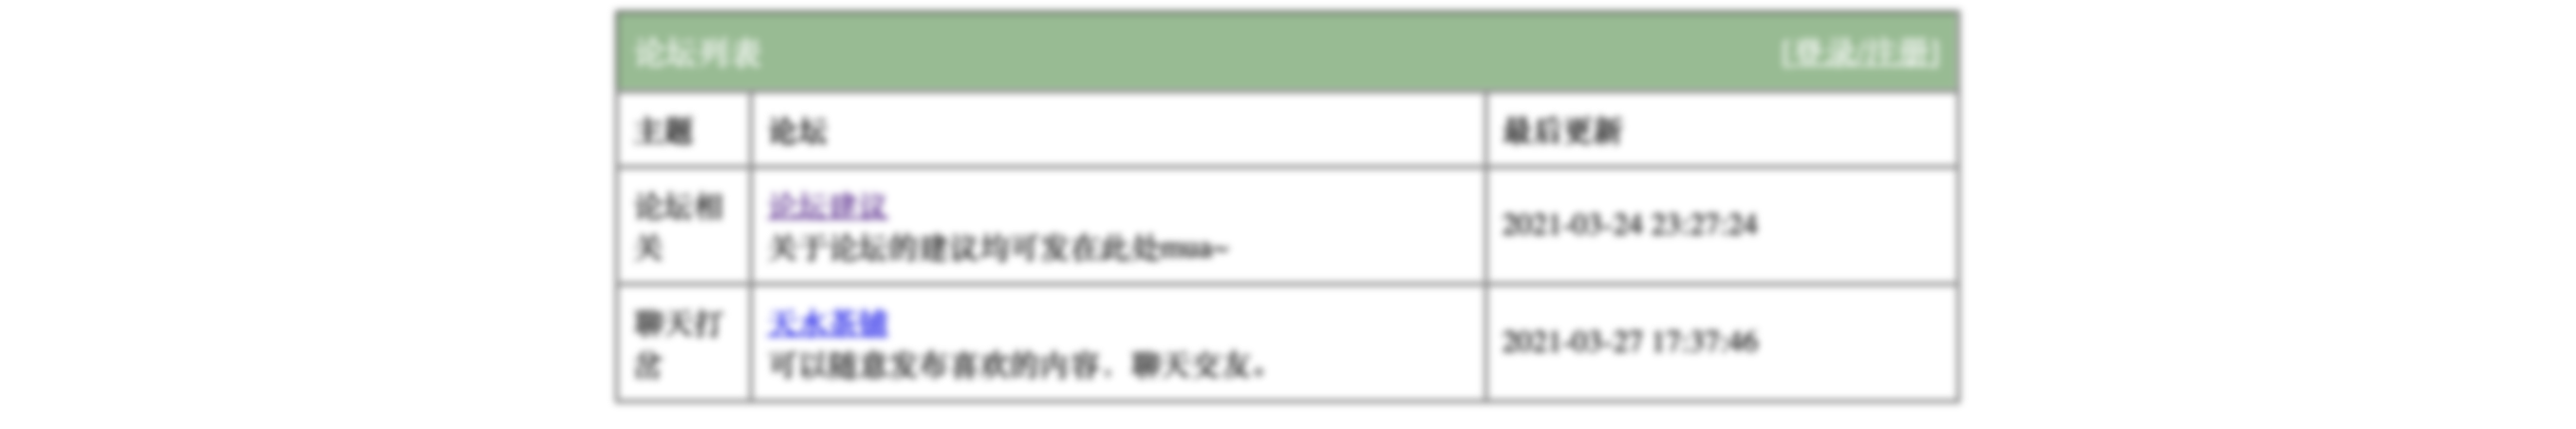 论坛列表 [登录/注册]
主题 论坛 最后更新
论坛相关 论坛建议 2021-03-24 23:27:24
关于论坛的建议均可发在此处mua~
聊天打岔 天水茶铺 2021-03-27 17:37:46
可以随意发布喜欢的内容，聊天交友。